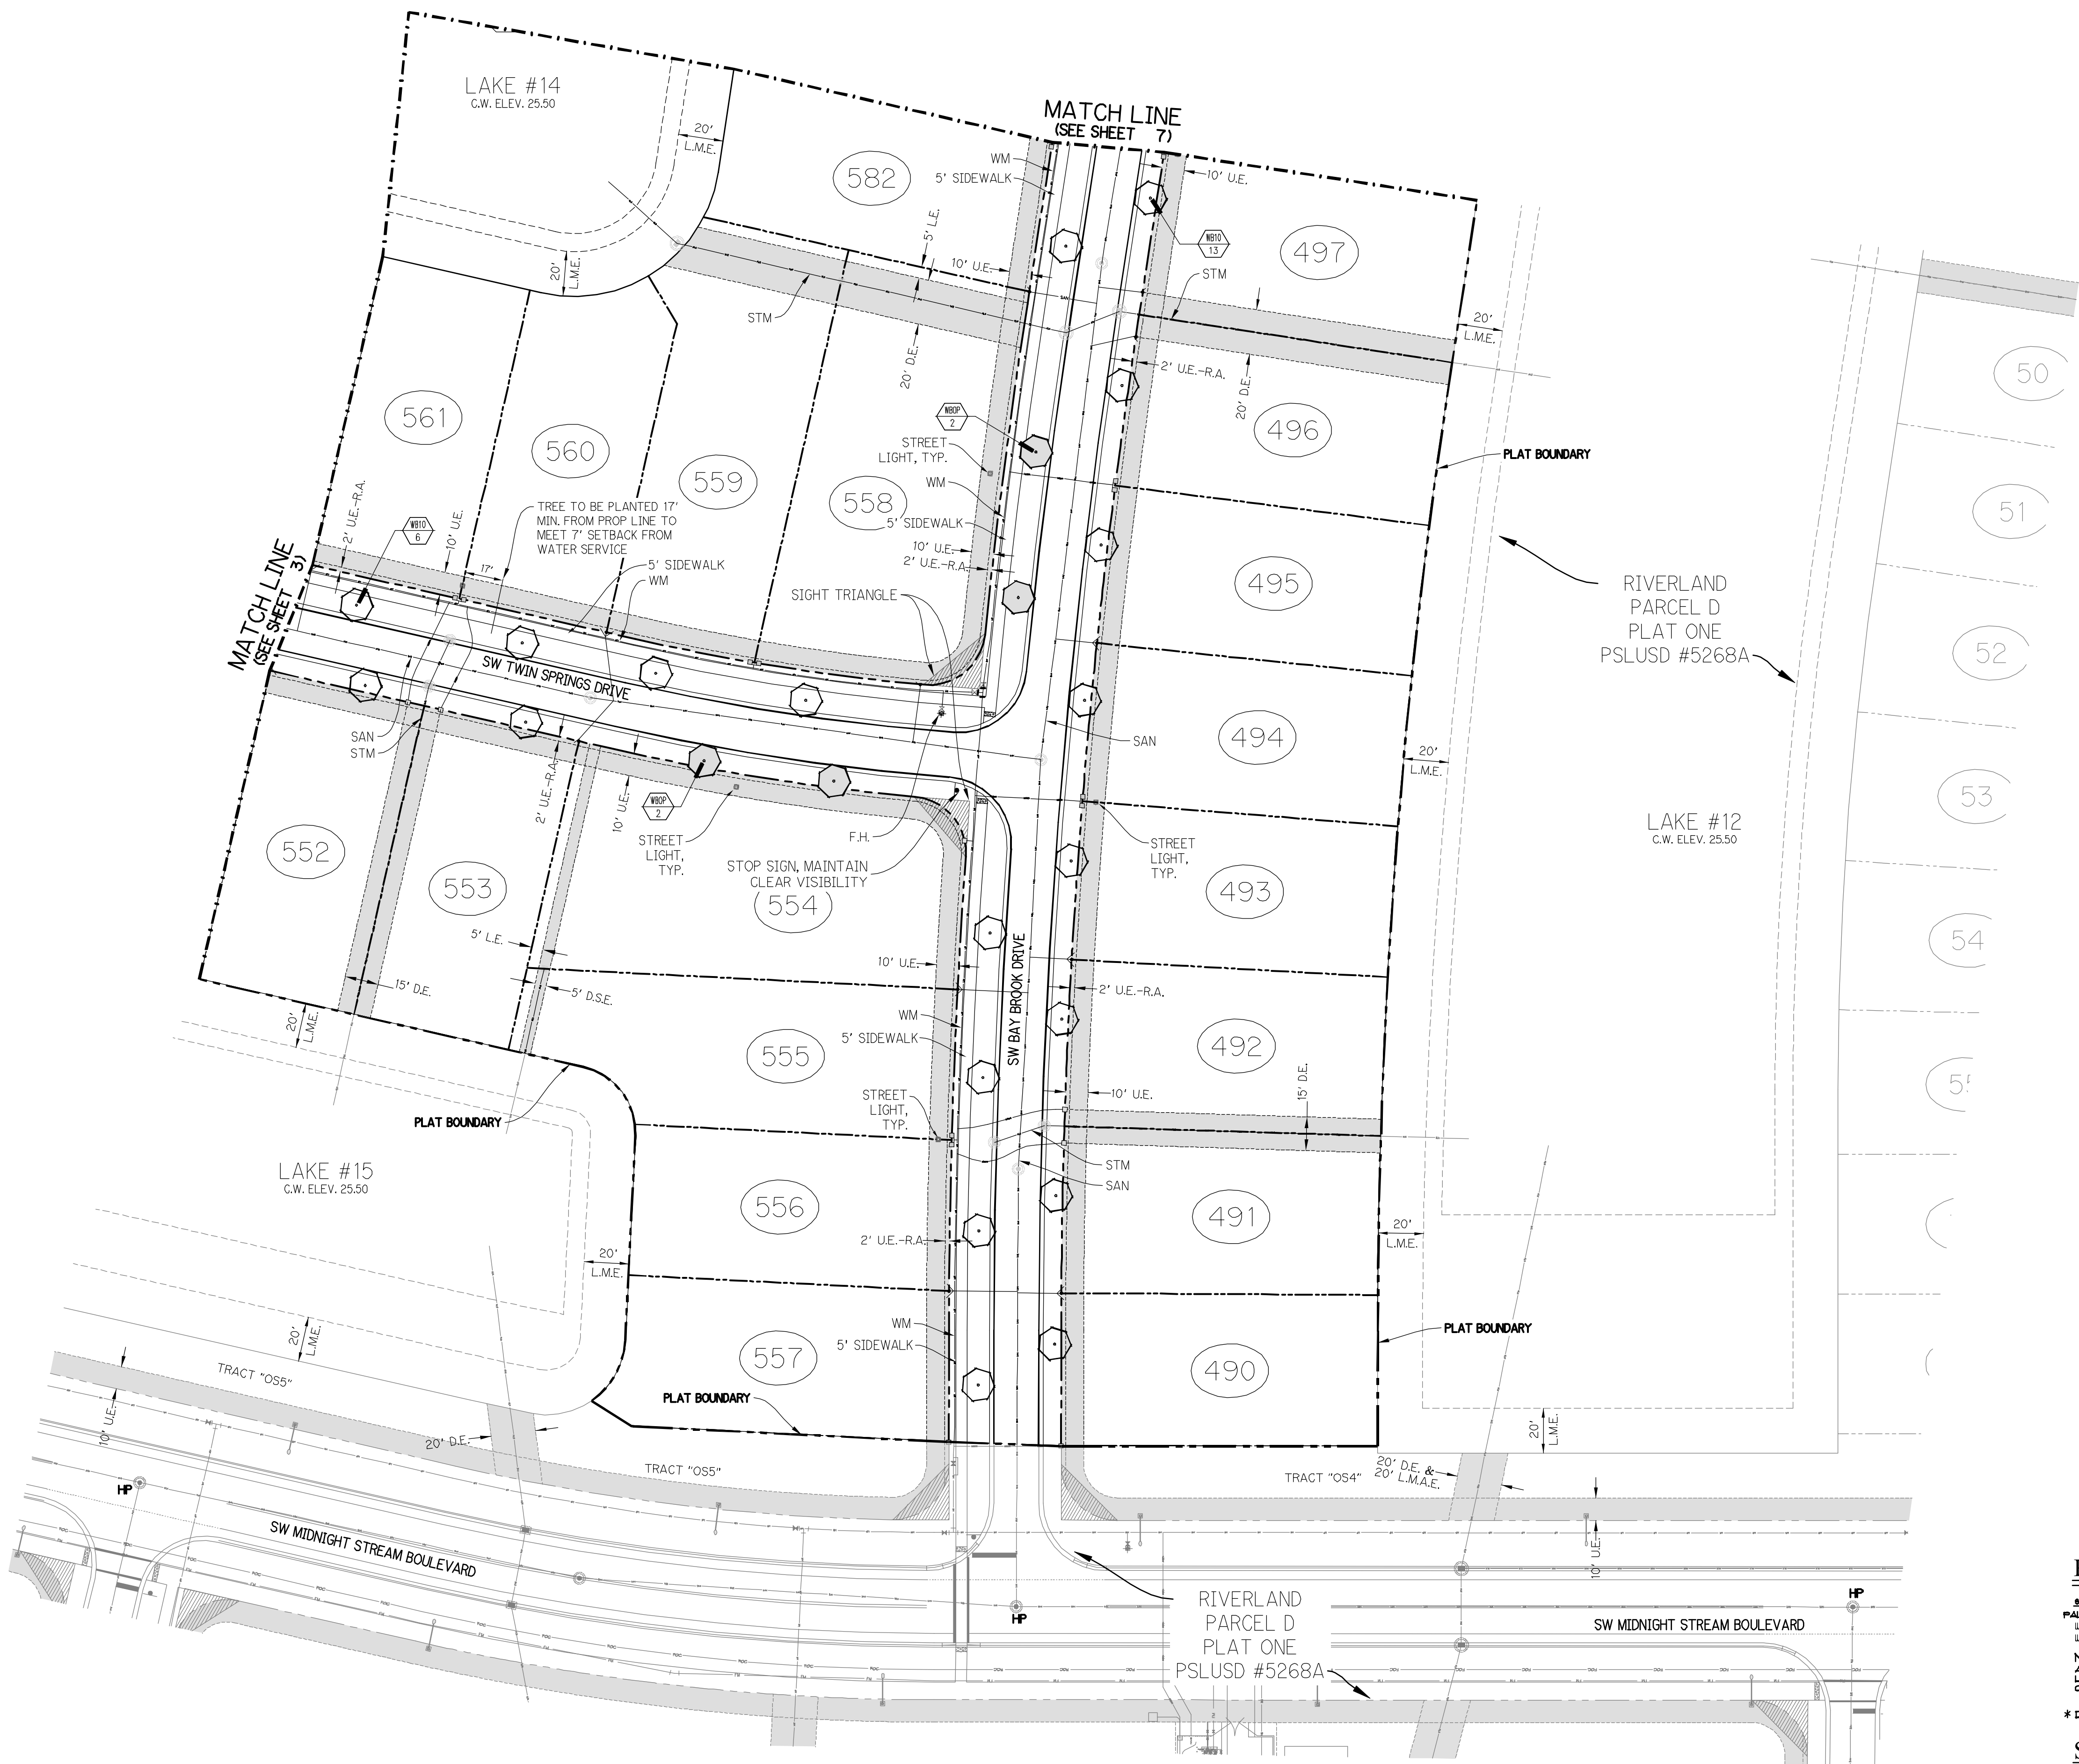 LAKE #14
C.W. ELEV. 25.50
20'
L.M.E.
20'
L.M.E.
MATCH LINE
(SEE SHEET 7)
582
WM
5' SIDEWALK
10' U.E.
5' L.E.
10' U.E.
WB10
13
497
STM
STM
20' D.E.
2' U.E.-R.A.
20' D.E.
20'
L.M.E.
561
560
559
558
496
PLAT BOUNDARY
50
51
52
53
54
WBOP
2
STREET
LIGHT, TYP.
WM
5' SIDEWALK
10' U.E.
2' U.E.-R.A.
2' U.E.-R.A.
WB10
6
10' U.E.
17'
TREE TO BE PLANTED 17'
MIN. FROM PROP LINE TO
MEET 7' SETBACK FROM
WATER SERVICE
5' SIDEWALK
WM
SIGHT TRIANGLE
495
RIVERLAND
PARCEL D
PLAT ONE
PSLUSD #5268A
MATCH LINE
(SEE SHEET 3)
SW TWIN SPRINGS DRIVE
SAN
STM
SAN
494
20'
L.M.E.
2' U.E.-R.A.
10' U.E.
WBOP
2
STREET
LIGHT,
TYP.
F.H.
STOP SIGN, MAINTAIN
CLEAR VISIBILITY
STREET
LIGHT,
TYP.
LAKE #12
C.W. ELEV. 25.50
552
553
554
493
5' L.E.
10' U.E.
SW BAY BROOK DRIVE
15' D.E.
5' D.S.E.
2' U.E.-R.A.
20'
L.M.E.
WM
5' SIDEWALK
555
492
STREET
LIGHT,
TYP.
10' U.E.
15' D.E.
PLAT BOUNDARY
LAKE #15
C.W. ELEV. 25.50
STM
SAN
556
491
2' U.E.-R.A.
20'
L.M.E.
20'
L.M.E.
20'
L.M.E.
WM
5' SIDEWALK
557
490
PLAT BOUNDARY
PLAT BOUNDARY
TRACT "OS5"
10' U.E.
20' D.E.
TRACT "OS5"
TRACT "OS4"
20' D.E. &
20' L.M.A.E.
20'
L.M.E.
10' U.E.
HP
SW MIDNIGHT STREAM BOULEVARD
HP
RIVERLAND
PARCEL D
PLAT ONE
PSLUSD #5268A
HP
SW MIDNIGHT STREAM BOULEVARD